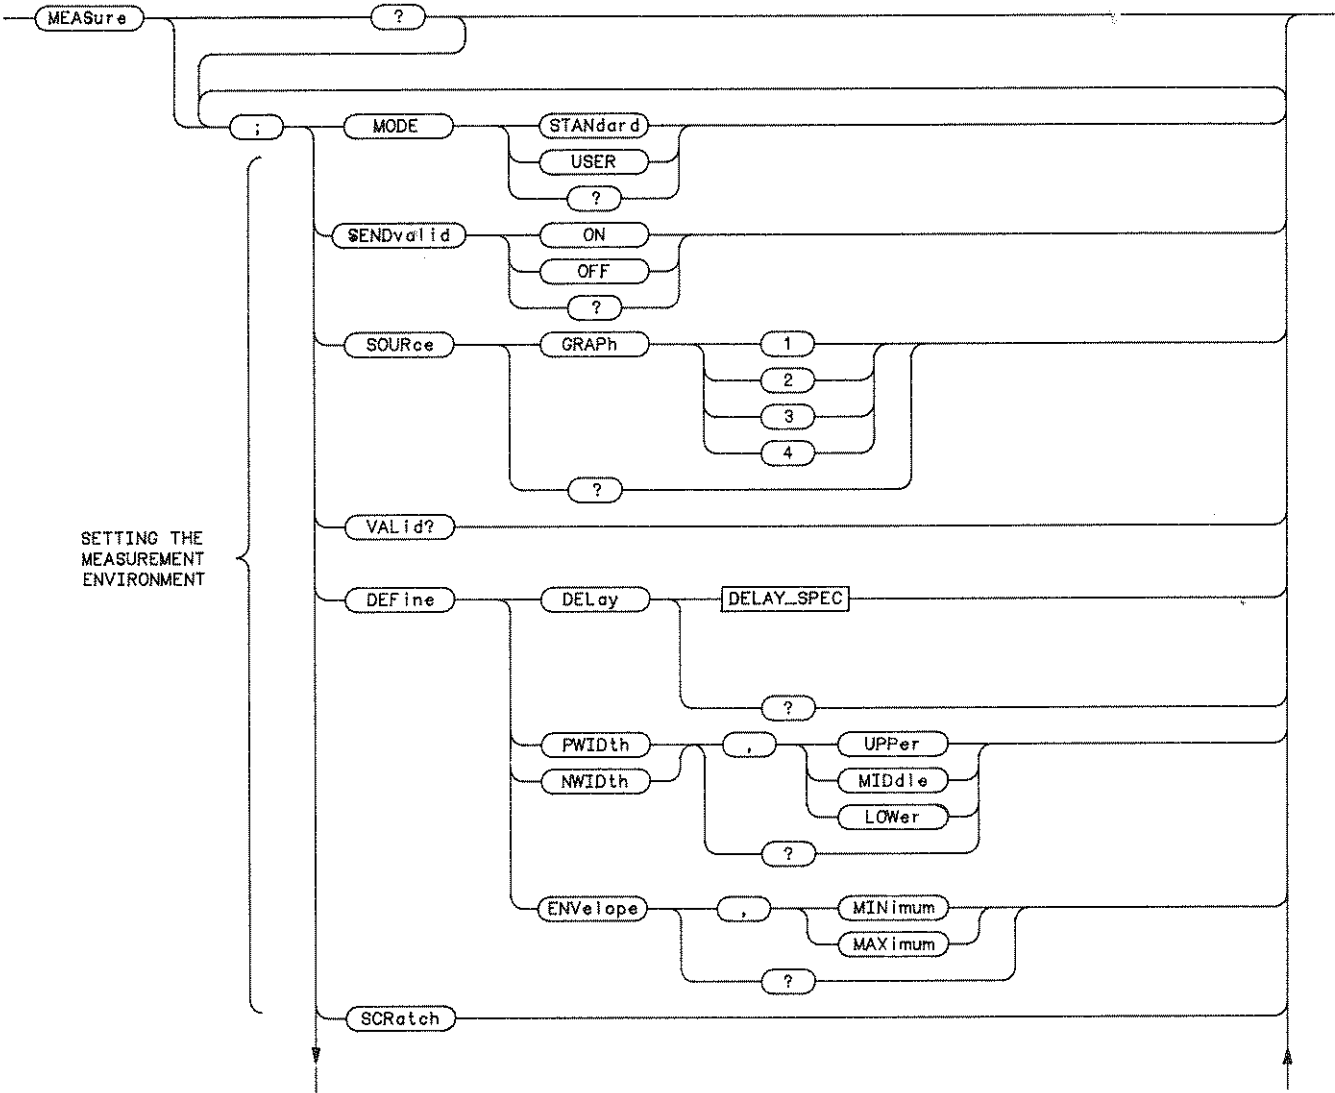 MEASure ?
; MODE STANdard
USER
?
SENDvalid ON
OFF
?
SOURce GRAPh 1
2
3
4
?
VALid?
SETTING THE
MEASUREMENT
ENVIRONMENT
DEFine DELay DELAY_SPEC
?
PWIDth , UPPer
NWIDth MIDdle
LOWer
?
ENVelope , MINimum
MAXimum
?
SCRatch